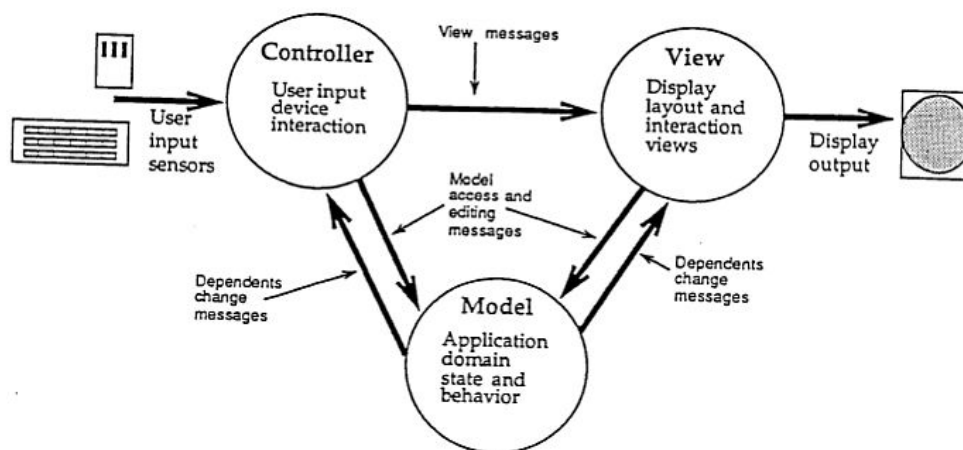 View messages
Controller
User input
device
interaction
View
Display
layout and
interaction
views
User
input
sensors
Display
output
Model
access and
editing
messages
Dependents
change
messages
Dependents
change
messages
Model
Application
domain
state and
behavior